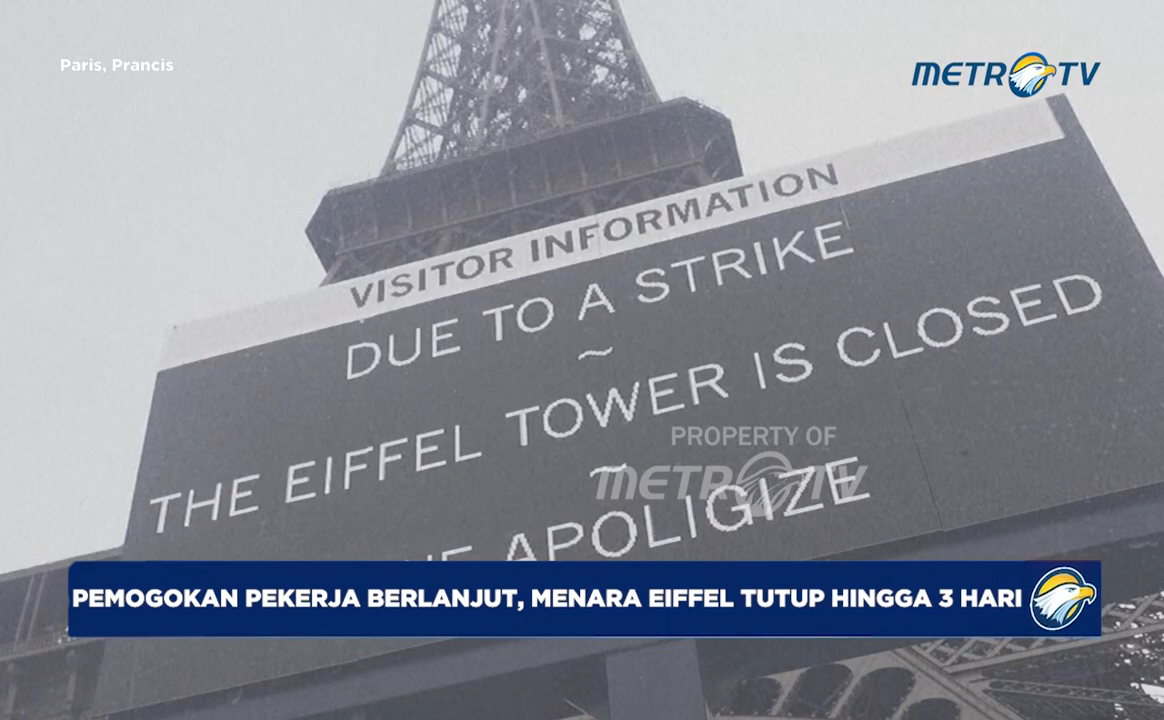 Paris, Prancis
METRO TV
VISITOR INFORMATION
DUE TO A STRIKE
~
THE EIFFEL TOWER IS CLOSED
~
PROPERTY OF
METRO TV
APOLIGIZE
PEMOGOKAN PEKERJA BERLANJUT, MENARA EIFFEL TUTUP HINGGA 3 HARI